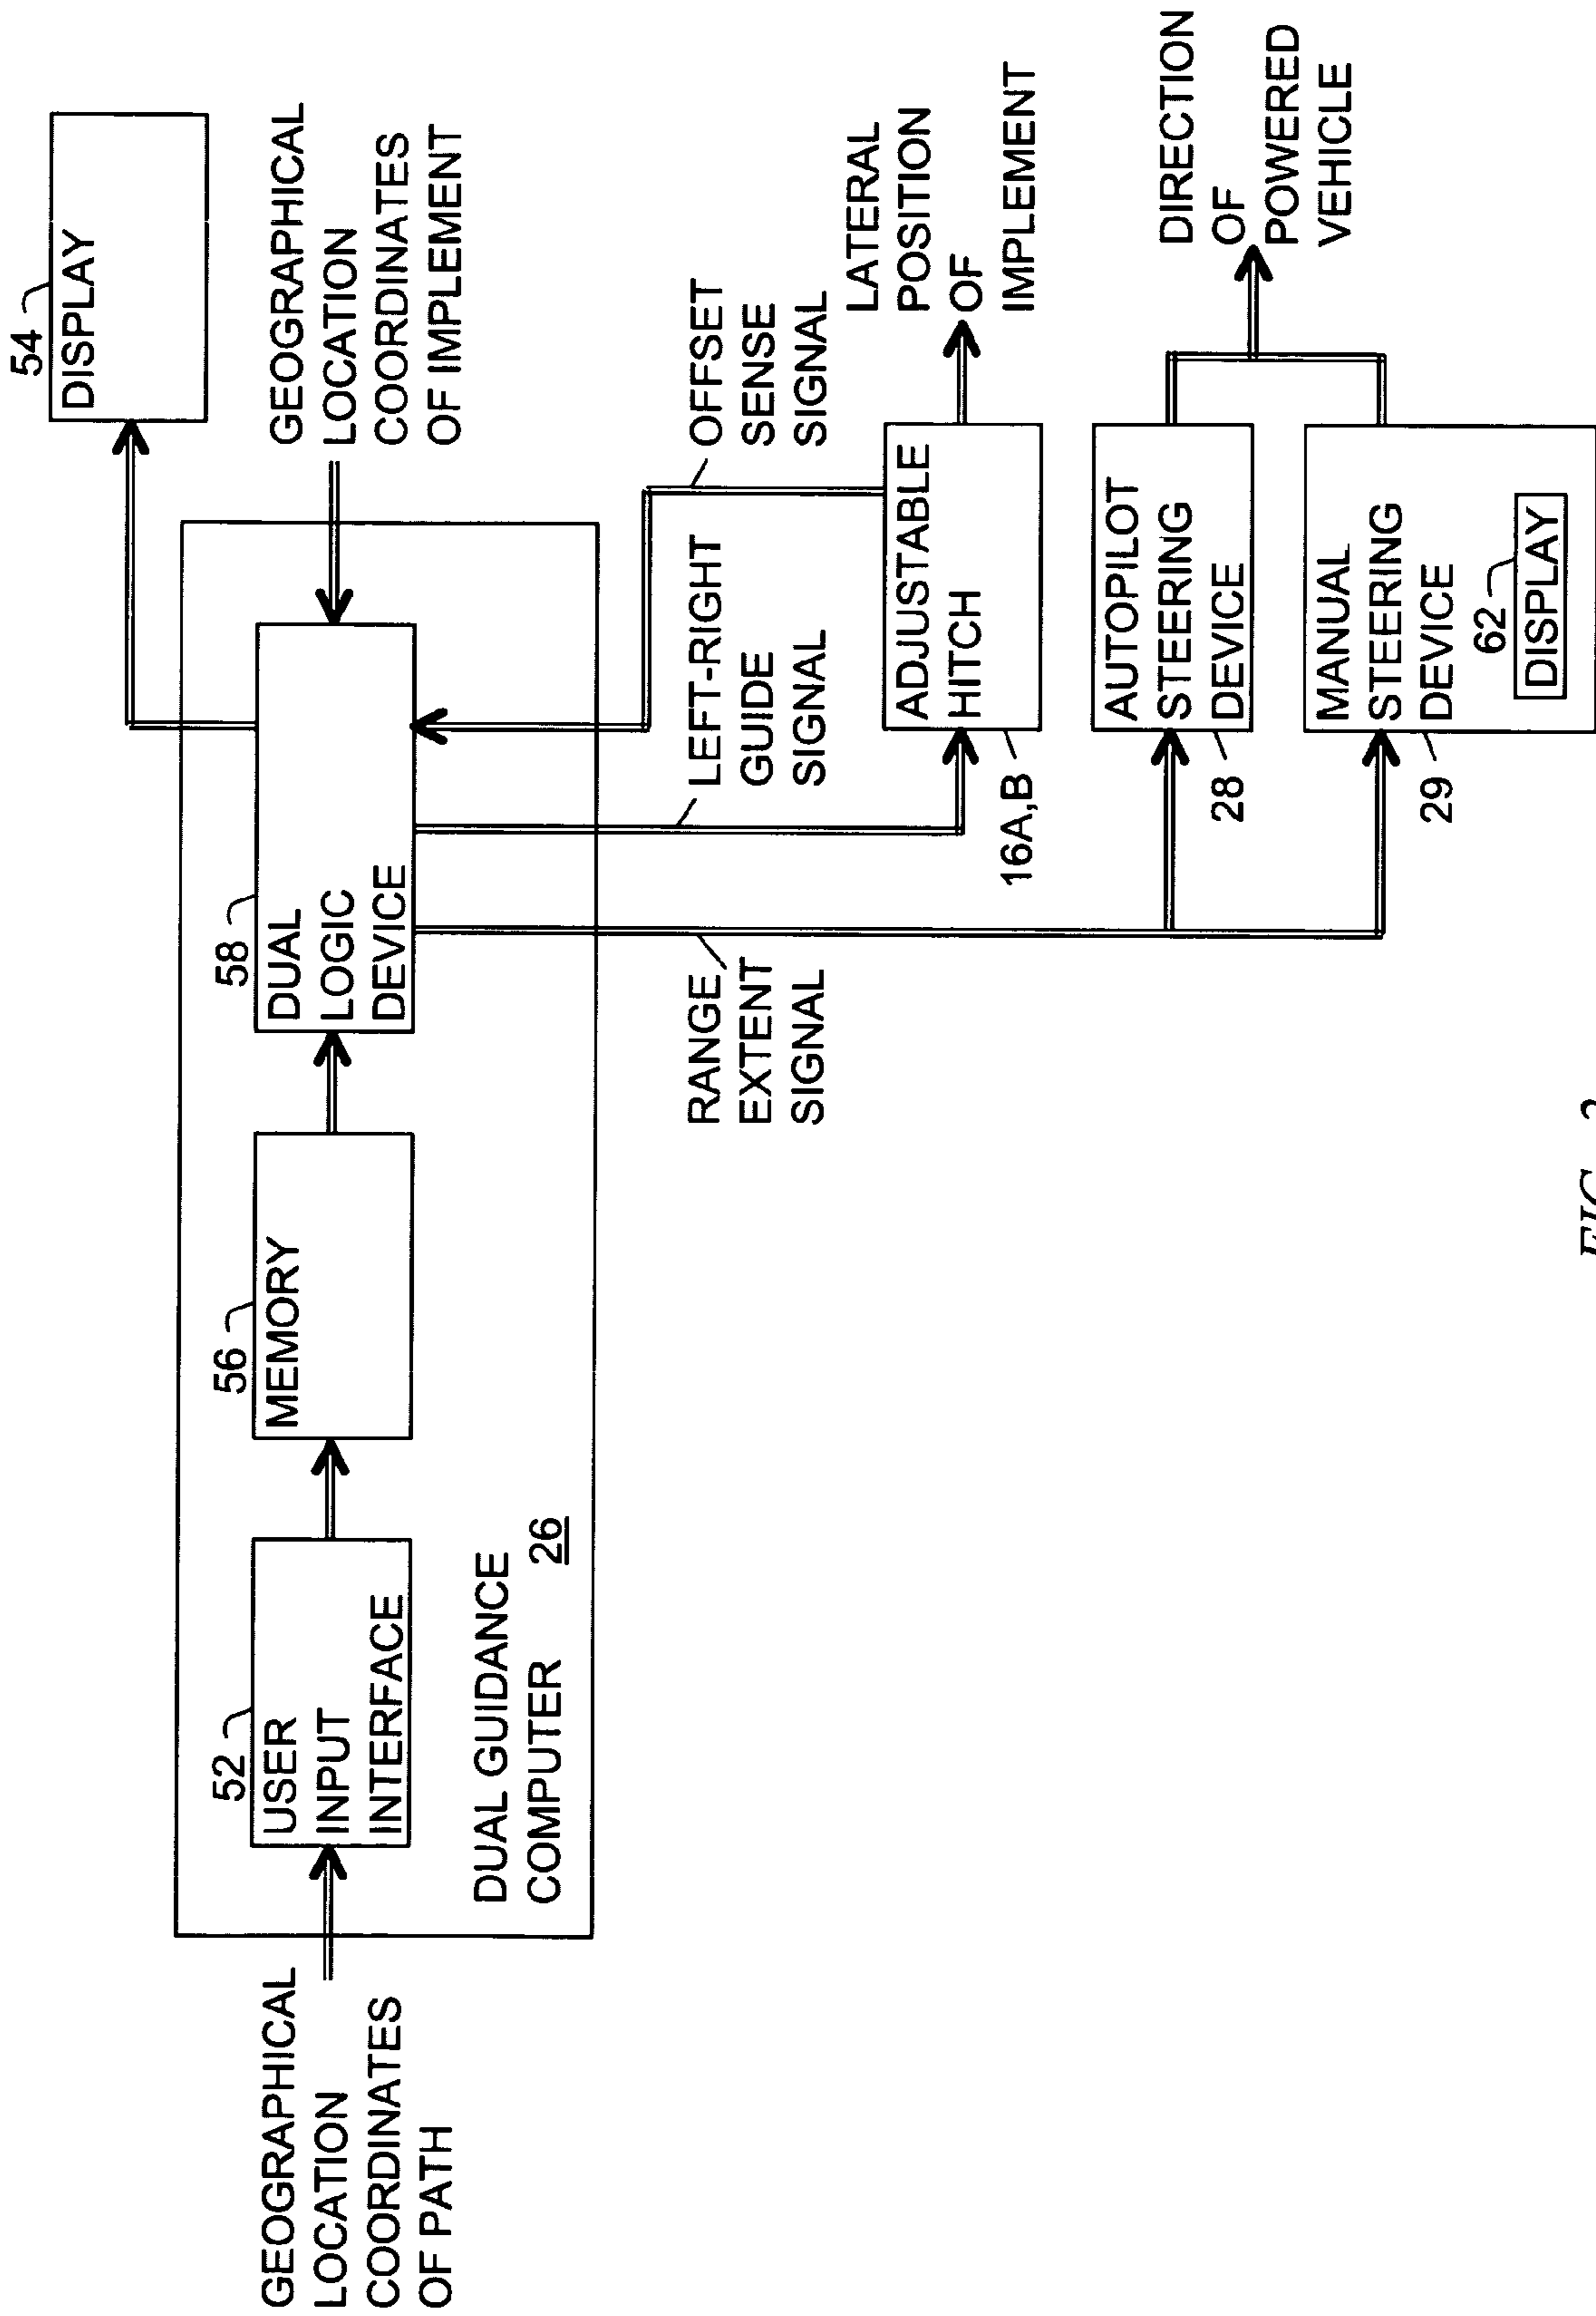 54
DISPLAY
GEOGRAPHICAL
LOCATION
COORDINATES
OF PATH
52
USER
INPUT
INTERFACE
56
MEMORY
58
DUAL
LOGIC
DEVICE
GEOGRAPHICAL
LOCATION
COORDINATES
OF IMPLEMENT
DUAL GUIDANCE
COMPUTER 26
RANGE
EXTENT
SIGNAL
LEFT-RIGHT
GUIDE
SIGNAL
OFFSET
SENSE
SIGNAL
ADJUSTABLE
HITCH
16A,B
LATERAL
POSITION
OF
IMPLEMENT
AUTOPILOT
STEERING
DEVICE
28
MANUAL
STEERING
DEVICE
29
62
DISPLAY
DIRECTION
OF
POWERED
VEHICLE